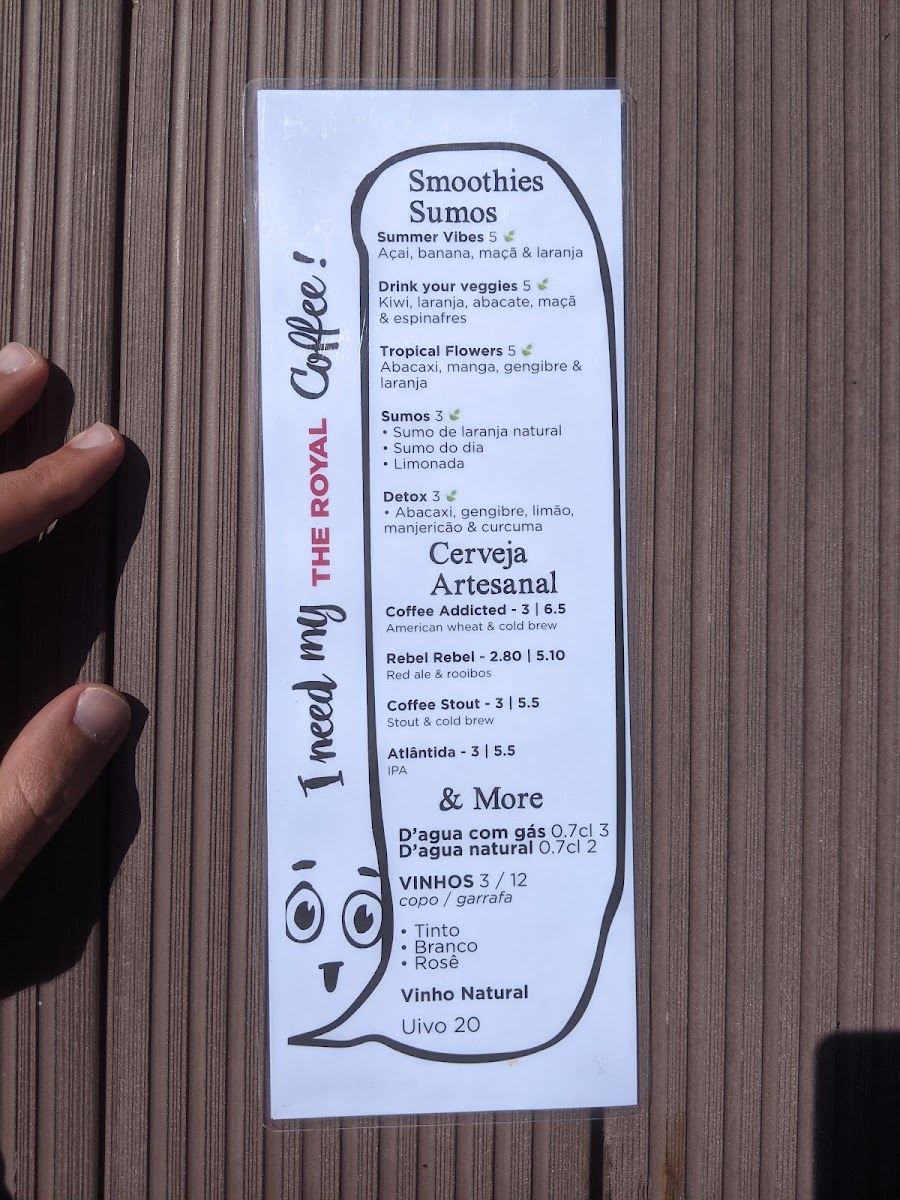 I need my THE ROYAL Coffee!
Smoothies
Sumos
Summer Vibes 5
Açai, banana, maçã & laranja
Drink your veggies 5
Kiwi, laranja, abacate, maçã
& espinafres
Tropical Flowers 5
Abacaxi, manga, gengibre &
laranja
Sumos 3
• Sumo de laranja natural
• Sumo do dia
• Limonada
Detox 3
• Abacaxi, gengibre, limão,
manjericão & curcuma
Cerveja
Artesanal
Coffee Addicted - 3 | 6.5
American wheat & cold brew
Rebel Rebel - 2.80 | 5.10
Red ale & rooibos
Coffee Stout - 3 | 5.5
Stout & cold brew
Atlântida - 3 | 5.5
IPA
& More
D'agua com gás 0.7cl 3
D'agua natural 0.7cl 2
VINHOS 3 / 12
copo / garrafa
• Tinto
• Branco
• Rosê
Vinho Natural
Uivo 20